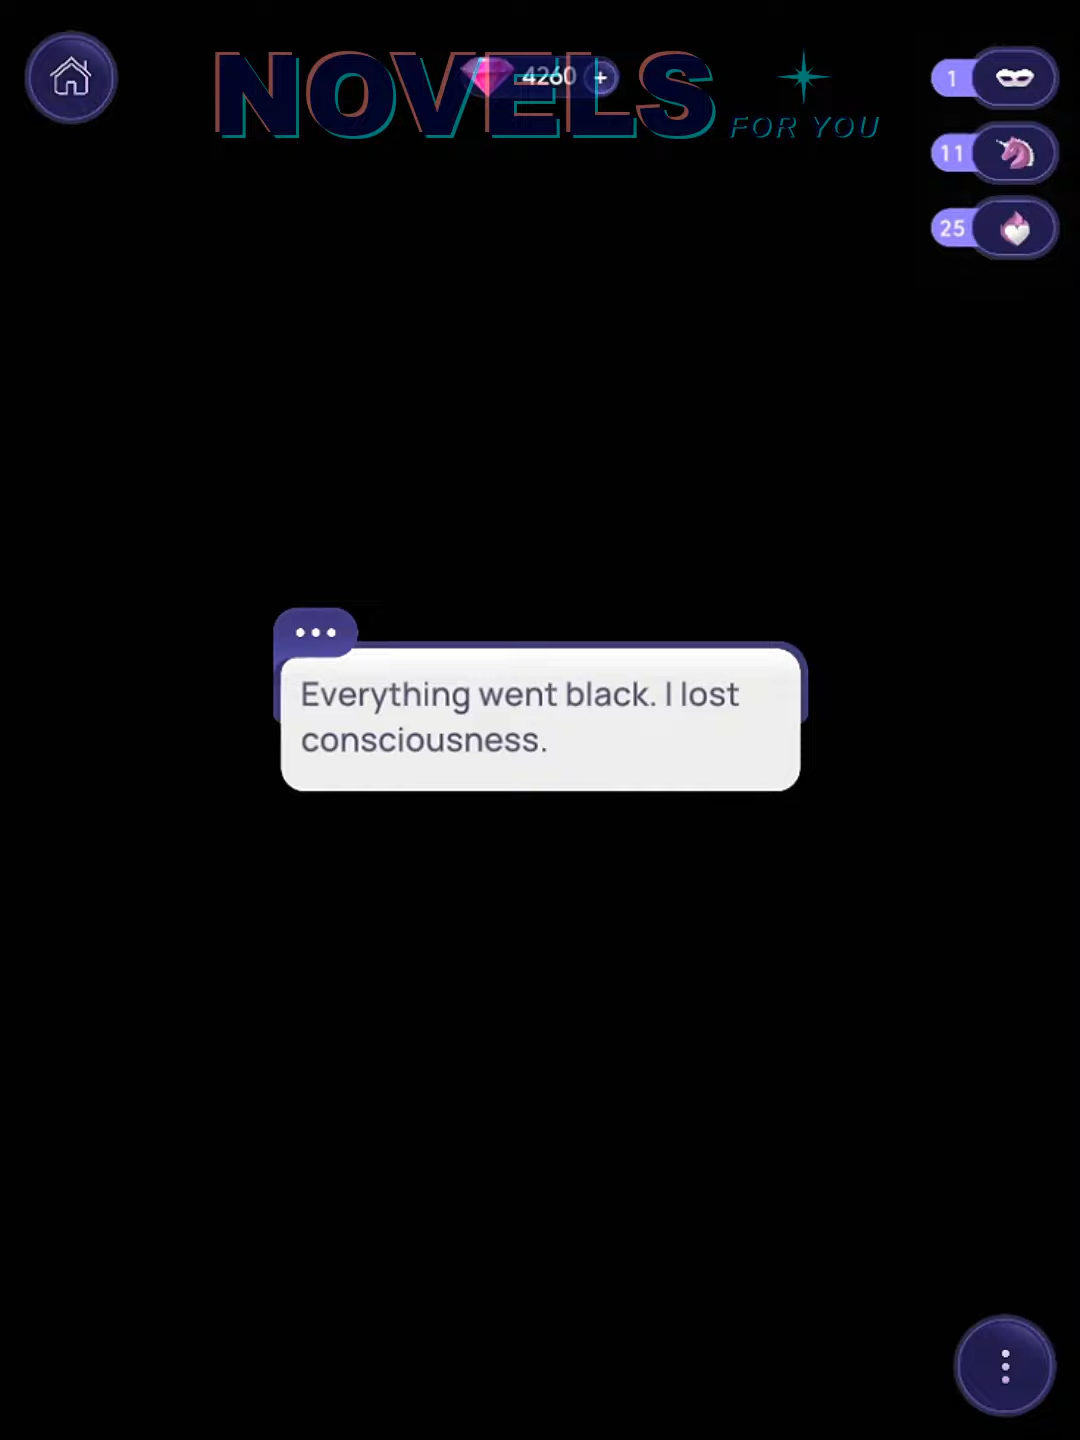 NOVELS
FOR YOU
4260 +
1
11
25
Everything went black. I lost
consciousness.